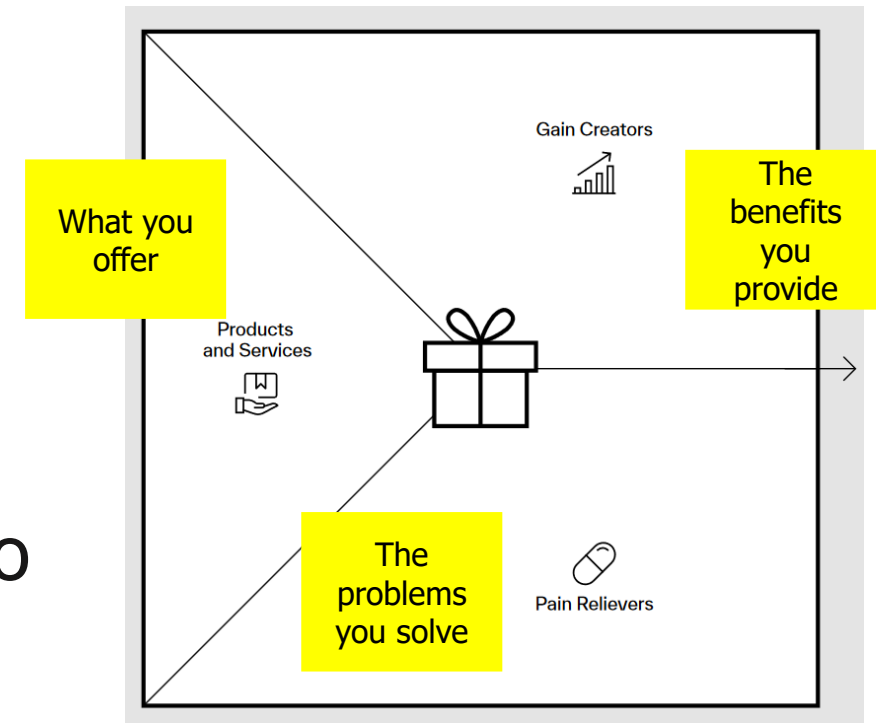 Gain Creators
The
benefits
you
provide
What you
offer
Products
and Services
o
The
problems
you solve
Pain Relievers